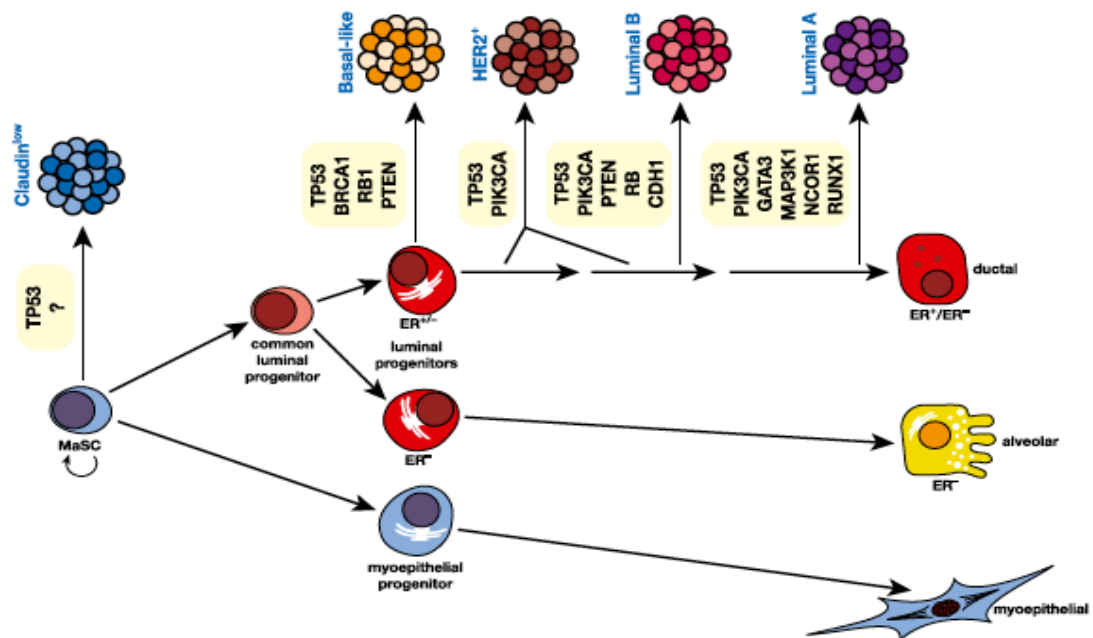 Claudin^low
TP53
?
Basal-like
TP53
BRCA1
RB1
PTEN
HER2⁺
TP53
PIK3CA
Luminal B
TP53
PIK3CA
PTEN
RB
CDH1
Luminal A
TP53
PIK3CA
GATA3
MAP3K1
NCOR1
RUNX1
MaSC
common
luminal
progenitor
ER⁺/⁻
luminal
progenitors
ER⁻
myoepithelial
progenitor
ductal
ER⁺/ER⁻
alveolar
ER⁻
myoepithelial